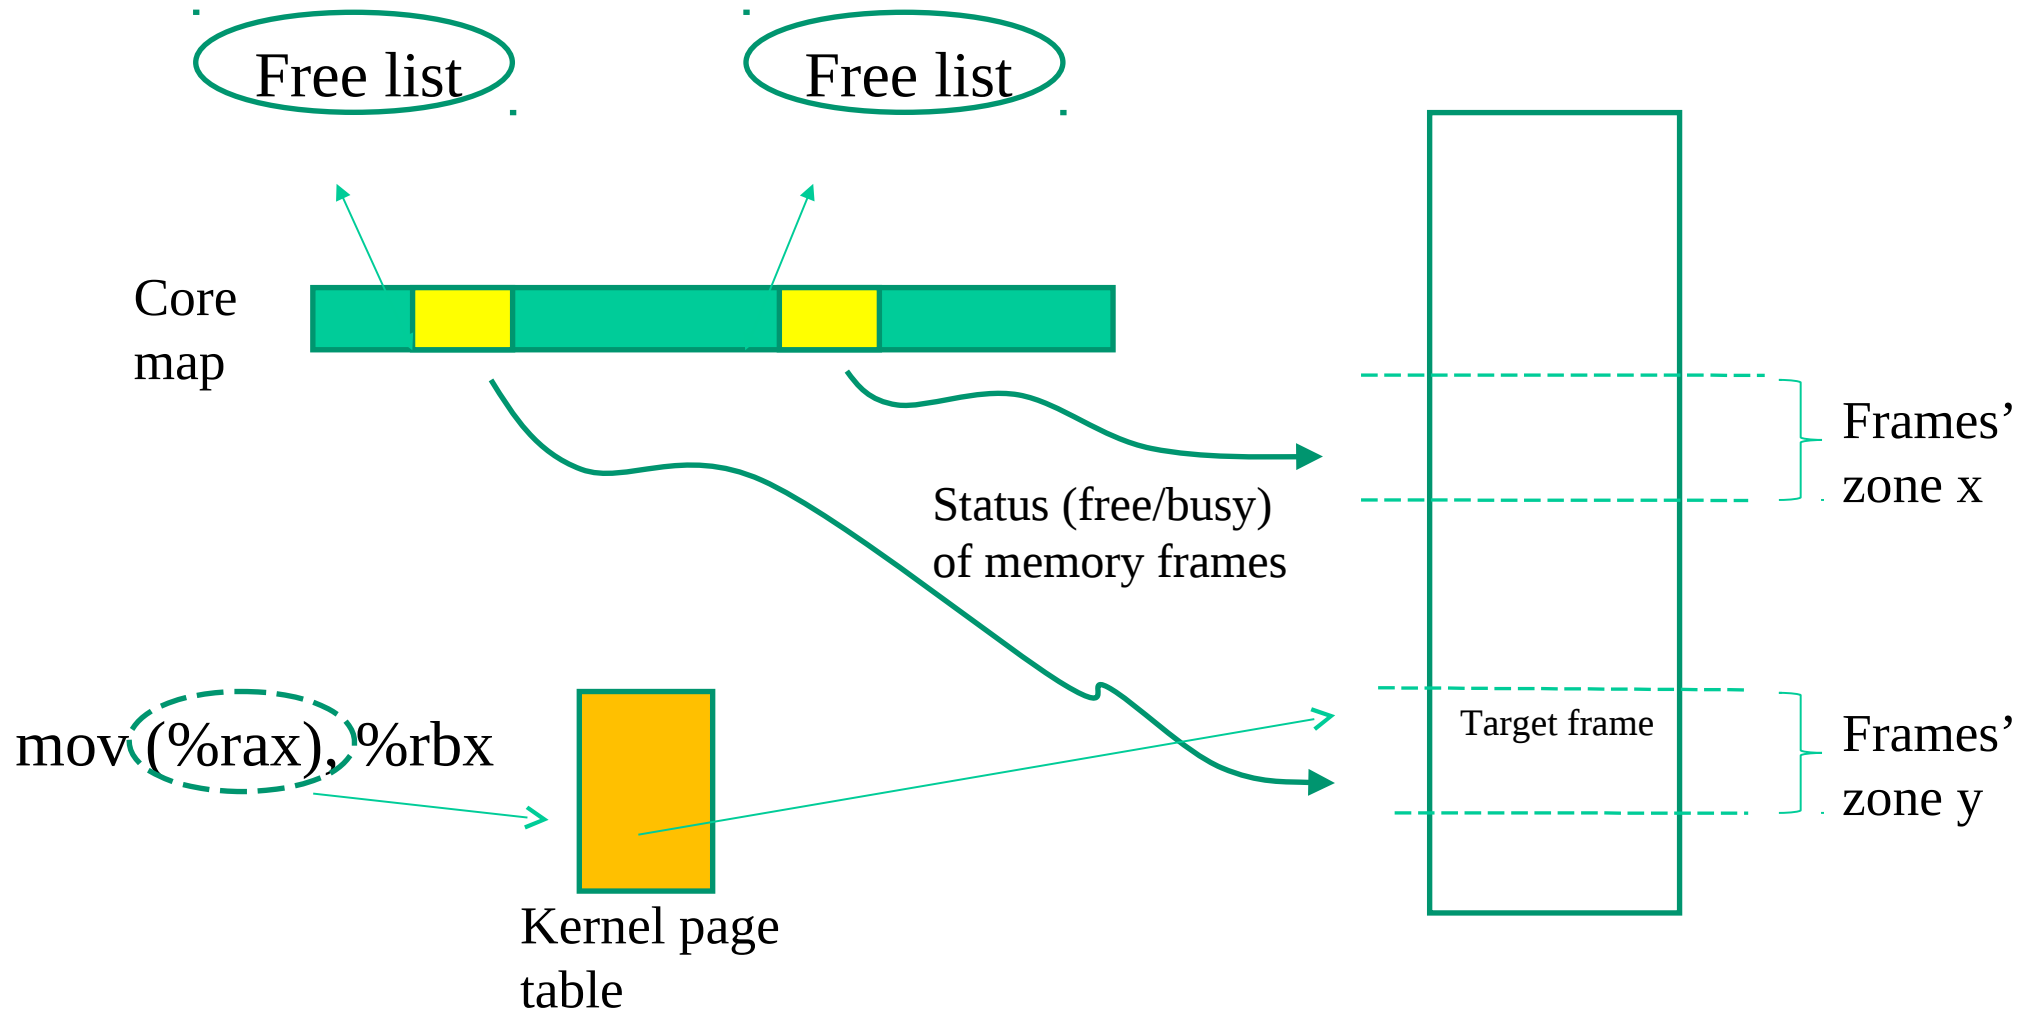 Free list
Free list
Core
map
Frames’
zone x
Status (free/busy)
of memory frames
Target frame
Frames’
zone y
mov (%rax), %rbx
Kernel page
table